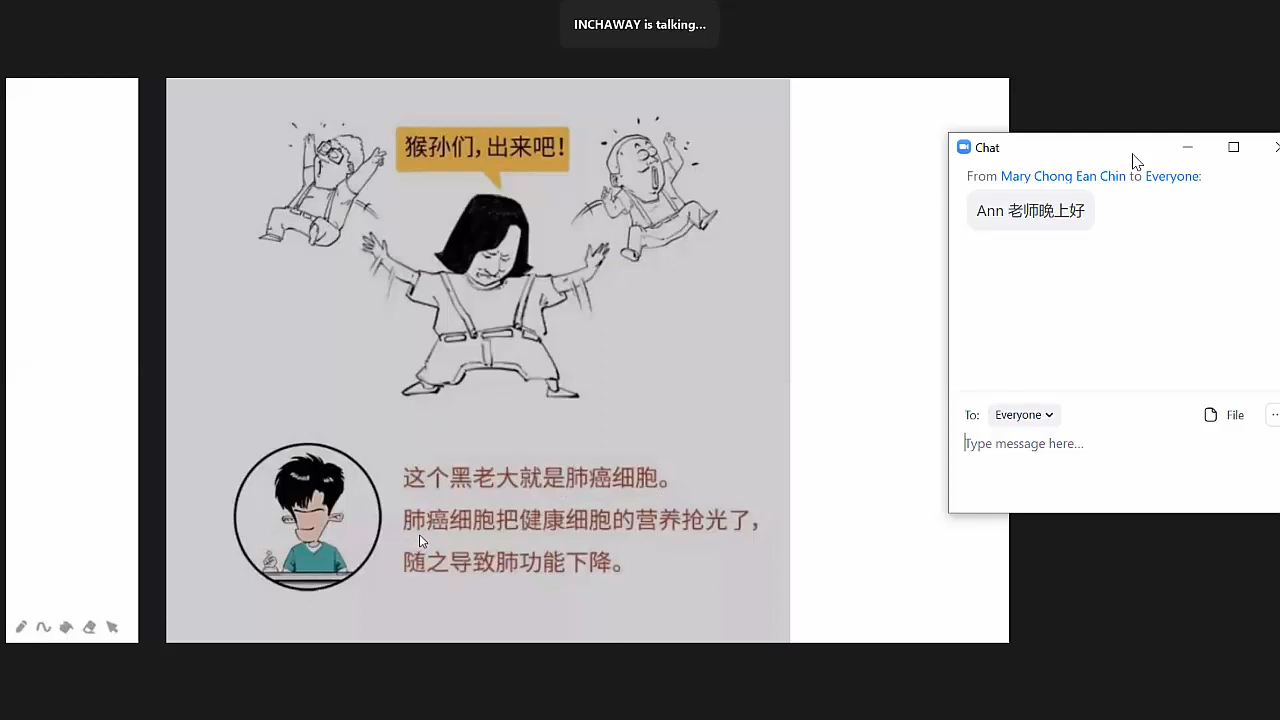 INCHAWAY is talking...
猴孙们,出来吧!
这个黑老大就是肺癌细胞。
肺癌细胞把健康细胞的营养抢光了,
随之导致肺功能下降。
Chat
From Mary Chong Ean Chin to Everyone:
Ann 老师晚上好
To: Everyone File
Type message here...